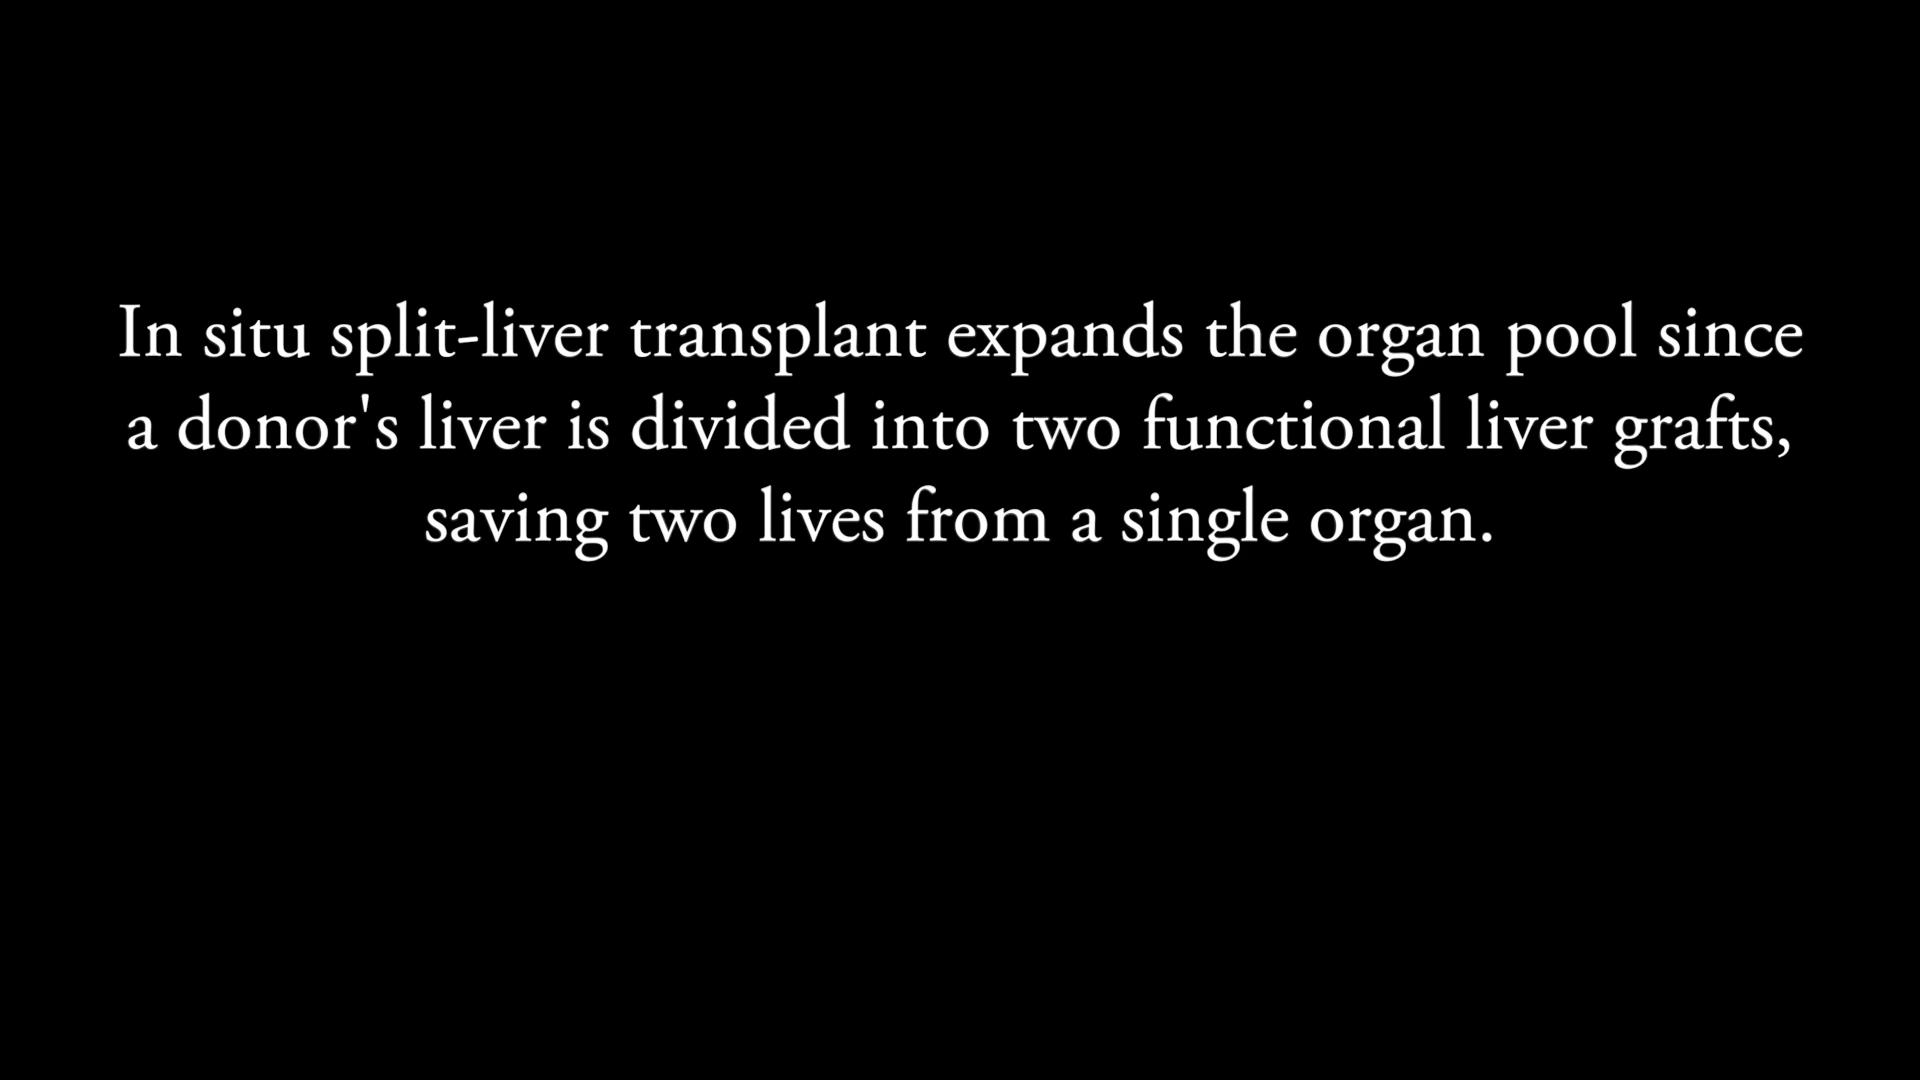 In situ split-liver transplant expands the organ pool since
a donor's liver is divided into two functional liver grafts,
saving two lives from a single organ.